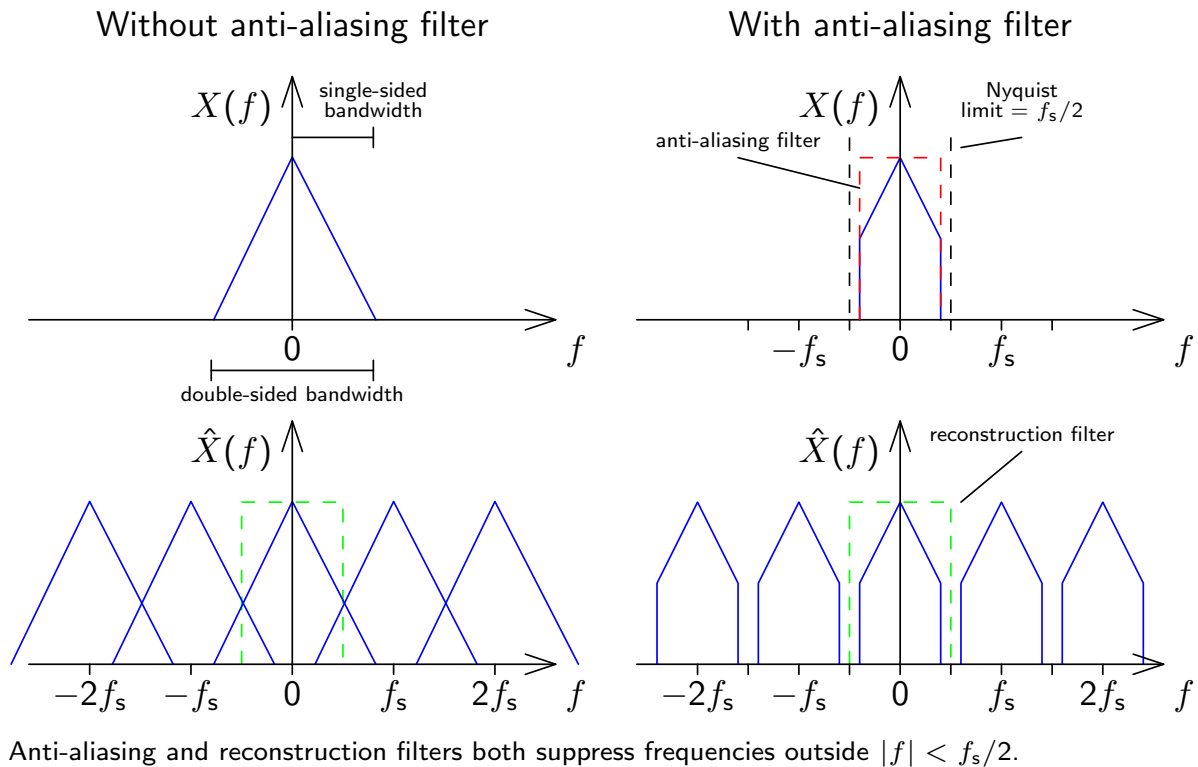 Without anti-aliasing filter
With anti-aliasing filter
X(f)
single-sided
bandwidth
0
f
double-sided bandwidth
X(f)
Nyquist
limit = fₛ/2
anti-aliasing filter
−fₛ
0
fₛ
f
X̂(f)
−2fₛ
−fₛ
0
fₛ
2fₛ
f
X̂(f)
reconstruction filter
−2fₛ
−fₛ
0
fₛ
2fₛ
f
Anti-aliasing and reconstruction filters both suppress frequencies outside |f| < fₛ/2.